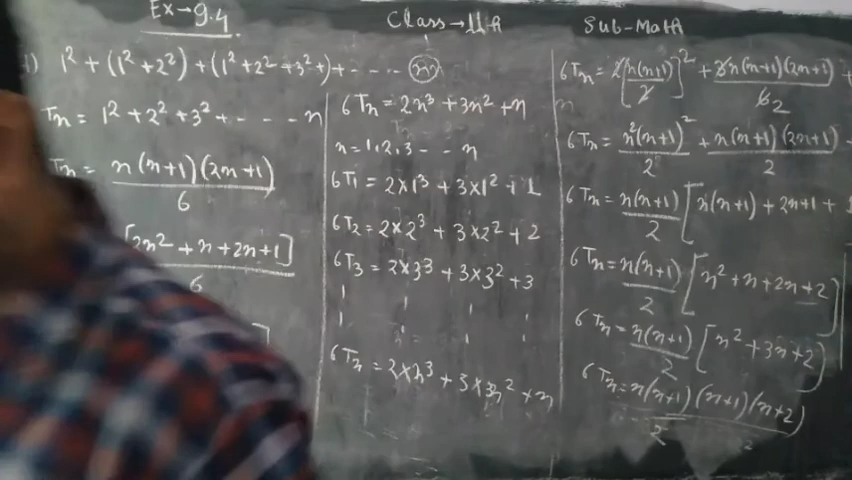 Ex→9.4 Class→11th Sub-Math
1) 1² + (1² + 2²) + (1² + 2² + 3²+) + - - - - (n)
Tn = 1² + 2² + 3² + - - - - n
Tn = n(n+1)(2n+1)/6
[2n² + n + 2n + 1]/6
]
6Tn = 2n³ + 3n² + n
n = 1, 2, 3 - - - n
6T1 = 2×1³ + 3×1² + 1
6T2 = 2×2³ + 3×2² + 2
6T3 = 2×3³ + 3×3² + 3
6Tn = 2×n³ + 3×n² + n
6Tn = 2[n(n+1)/2]² + 3n(n+1)(2n+1)/6 2 +
6Tn = n²(n+1)²/2 + n(n+1)(2n+1)/2 -
6Tn = n(n+1)/2 [n(n+1) + 2n+1 + 1
6Tn = n(n+1)/2 [n² + n + 2n + 2]
6Tn = n(n+1)/2 [n² + 3n + 2)
6Tn = n(n+1)(n+1)(n+2)/2